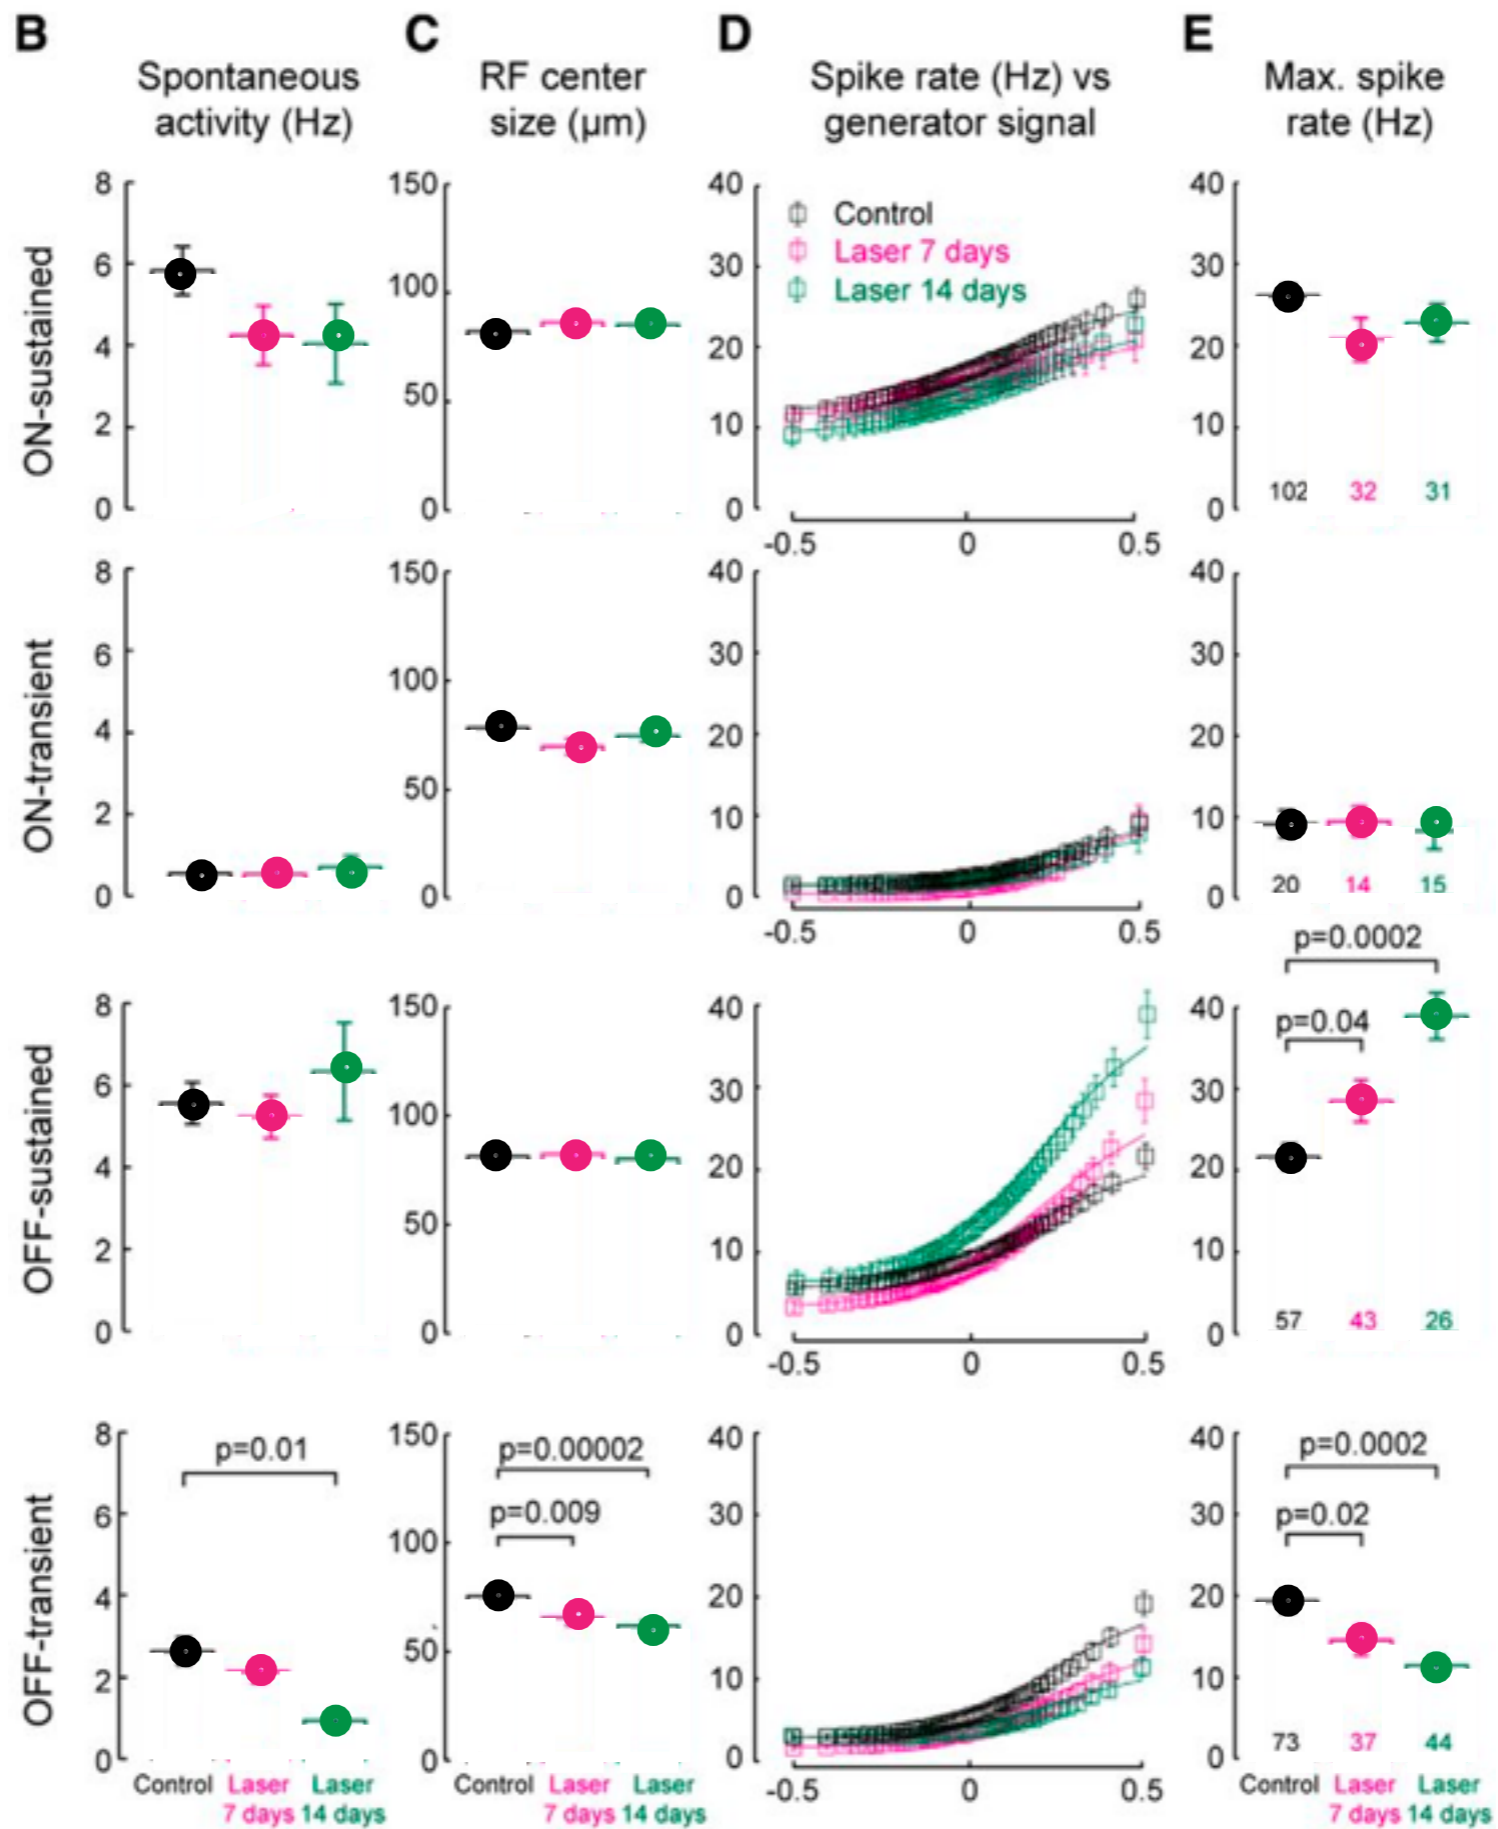 B
C
D
E
Spontaneous
activity (Hz)
RF center
size (μm)
Spike rate (Hz) vs
generator signal
Max. spike
rate (Hz)
ON-sustained
8
6
4
2
0
150
100
50
0
40
30
20
10
0
Control
Laser 7 days
Laser 14 days
-0.5
0
0.5
40
30
20
10
0
102
32
31
ON-transient
8
6
4
2
0
150
100
50
0
40
30
20
10
0
-0.5
0
0.5
40
30
20
10
0
20
14
15
OFF-sustained
8
6
4
2
0
150
100
50
0
40
30
20
10
0
-0.5
0
0.5
p=0.0002
p=0.04
40
30
20
10
0
57
43
26
OFF-transient
8
6
4
2
0
p=0.01
Control
Laser
7 days
Laser
14 days
150
100
50
0
p=0.00002
p=0.009
Control
Laser
7 days
Laser
14 days
40
30
20
10
0
-0.5
0
0.5
40
30
20
10
0
p=0.0002
p=0.02
73
37
44
Control
Laser
7 days
Laser
14 days